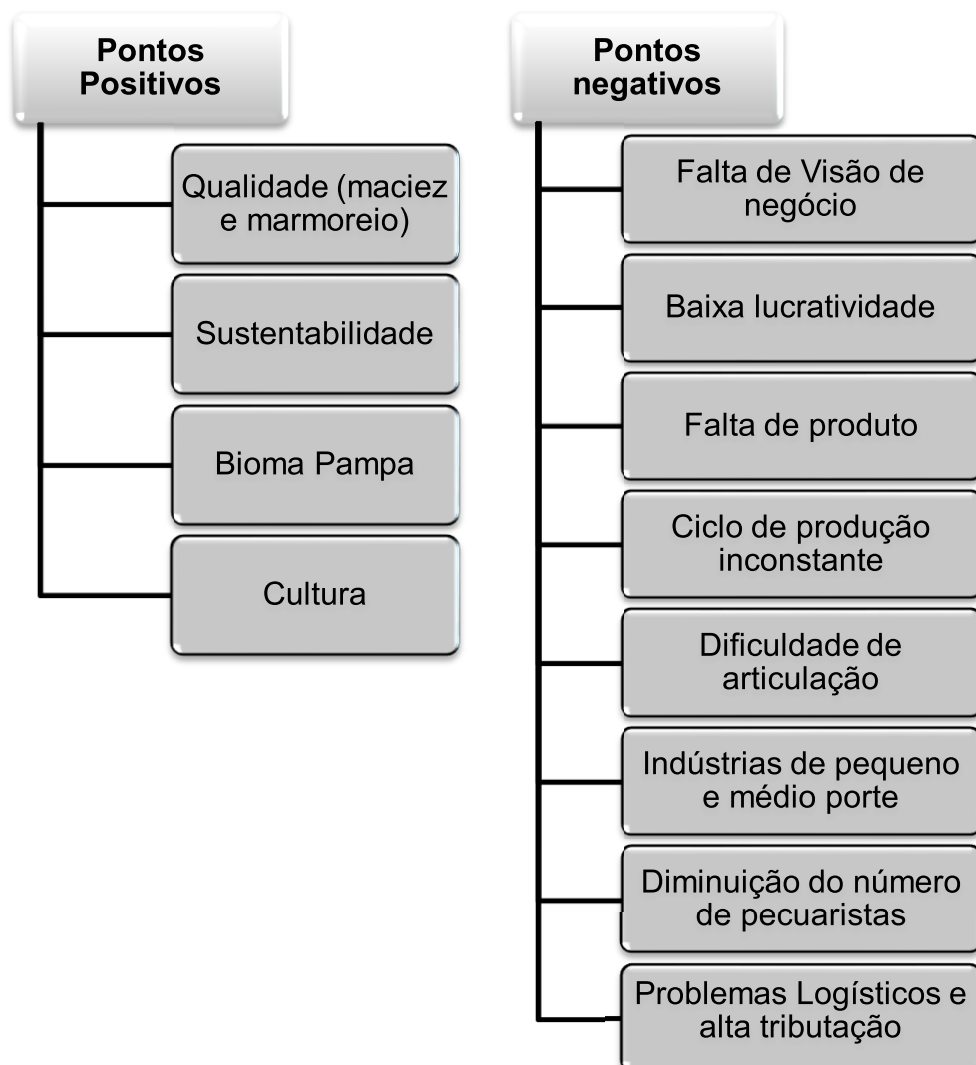 Pontos
Positivos
Qualidade (maciez
e marmoreio)
Sustentabilidade
Bioma Pampa
Cultura
Pontos
negativos
Falta de Visão de
negócio
Baixa lucratividade
Falta de produto
Ciclo de produção
inconstante
Dificuldade de
articulação
Indústrias de pequeno
e médio porte
Diminuição do número
de pecuaristas
Problemas Logísticos e
alta tributação